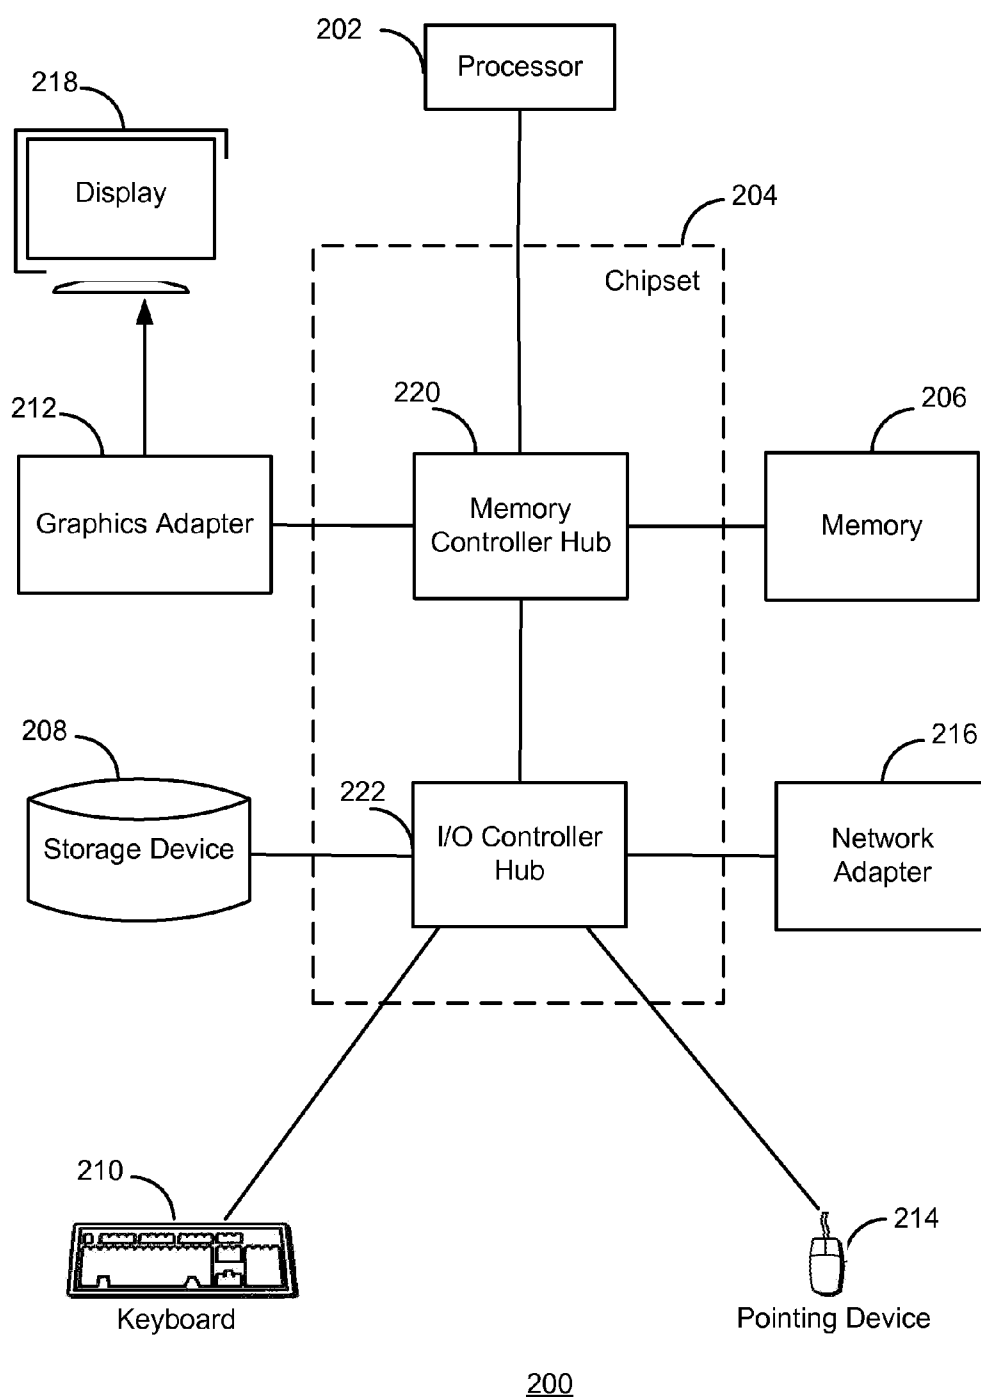 202
Processor
218
Display
204
Chipset
212
220
206
Graphics Adapter
Memory
Controller Hub
Memory
208
222
216
Storage Device
I/O Controller
Hub
Network
Adapter
210
214
Keyboard
Pointing Device
200